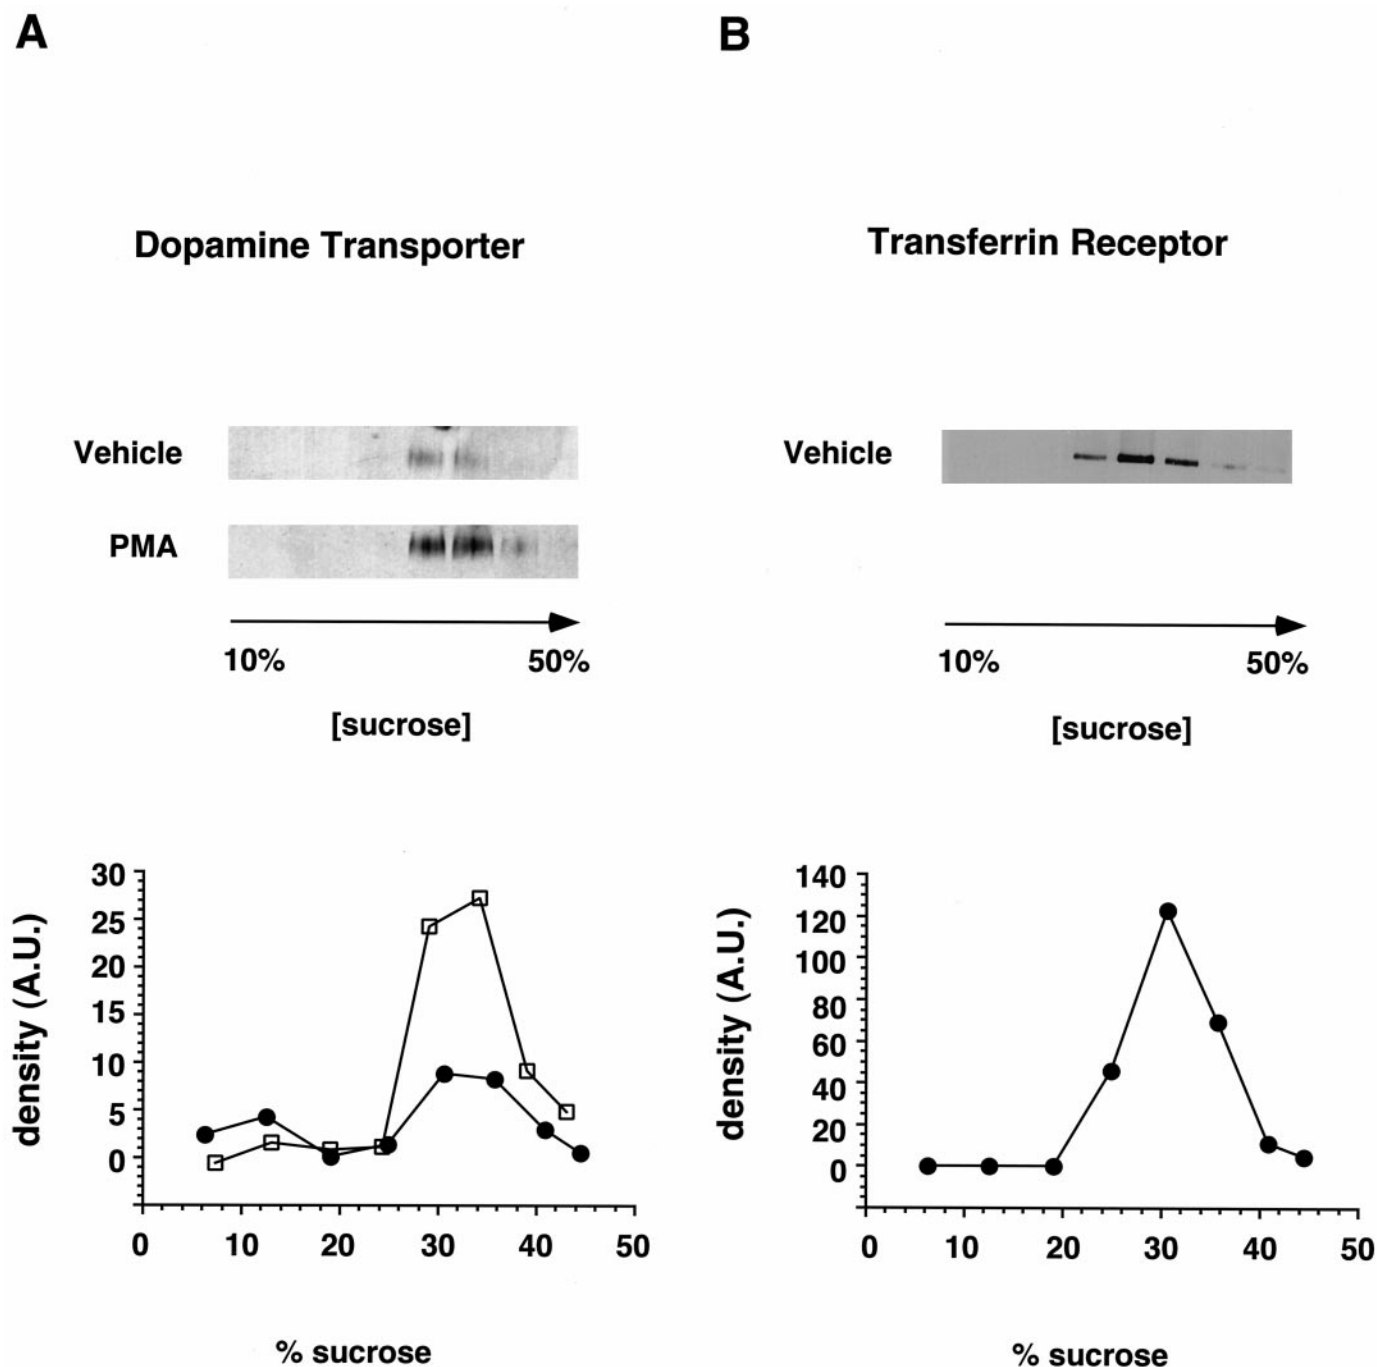 A
Dopamine Transporter
Vehicle
PMA
10% 50%
[sucrose]
30
25
20
15
10
5
0
density (A.U.)
0 10 20 30 40 50
% sucrose
B
Transferrin Receptor
Vehicle
10% 50%
[sucrose]
140
120
100
80
60
40
20
0
density (A.U.)
0 10 20 30 40 50
% sucrose